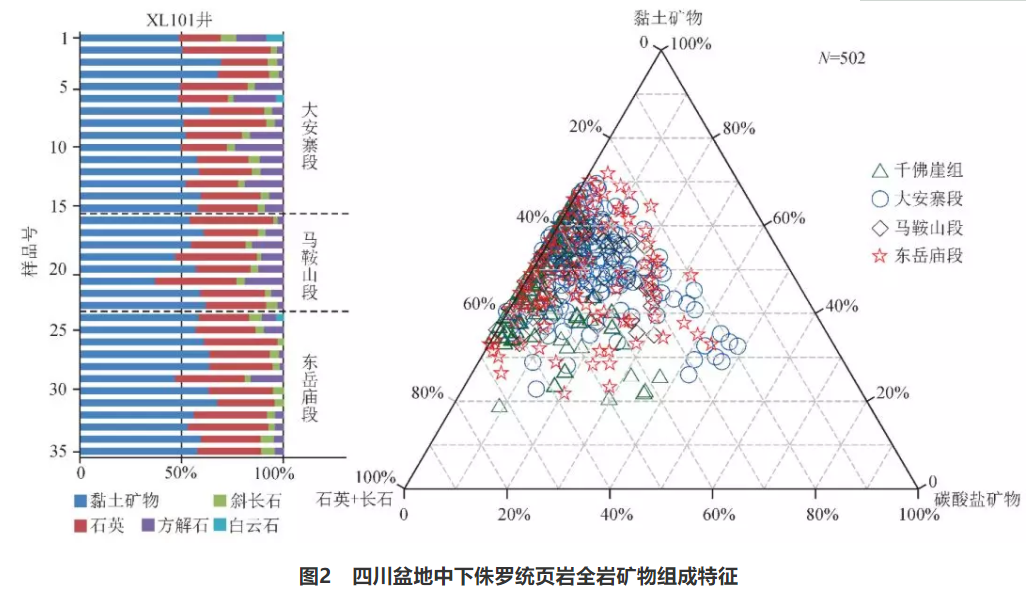 XL101井
1
5
10
15
20
25
30
35
样品号
大安寨段
马鞍山段
东岳庙段
0
50%
100%
黏土矿物
斜长石
石英
方解石
白云石
黏土矿物
0
100%
N=502
20%
80%
40%
60%
60%
40%
80%
20%
100%
0
石英+长石
碳酸盐矿物
0
20%
40%
60%
80%
100%
千佛崖组
大安寨段
马鞍山段
东岳庙段
图2 四川盆地中下侏罗统页岩全岩矿物组成特征